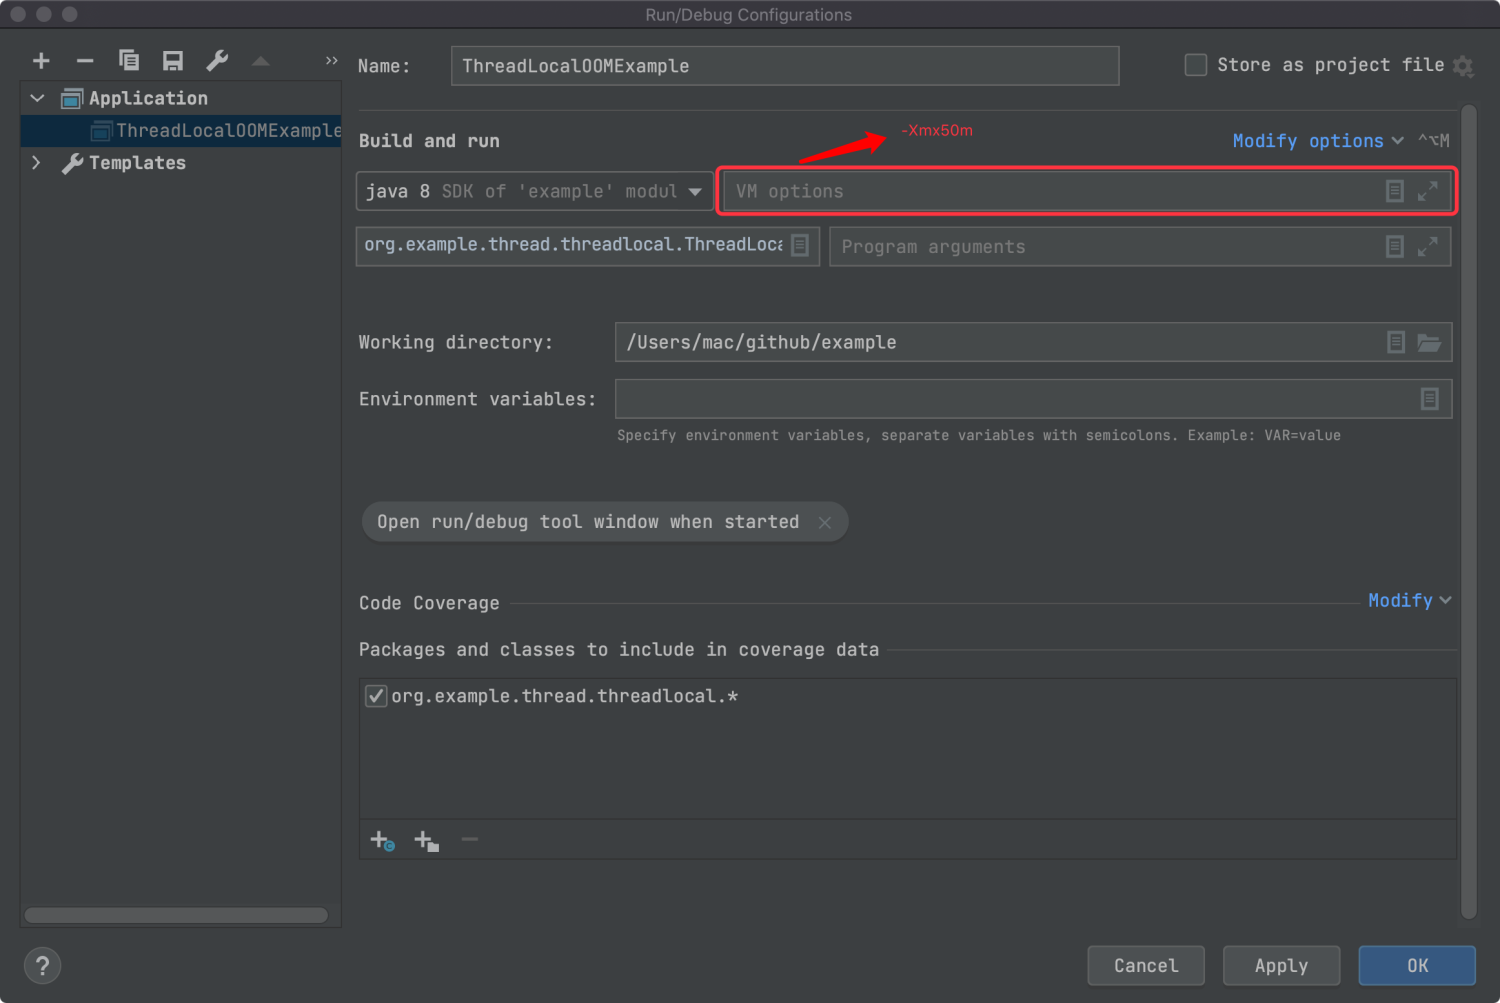 Run/Debug Configurations
Name: ThreadLocalOOMExample Store as project file
Application
ThreadLocalOOMExample
Templates
Build and run -Xmx50m Modify options ^⌥M
java 8 SDK of 'example' modul VM options
org.example.thread.threadlocal.ThreadLoca Program arguments
Working directory: /Users/mac/github/example
Environment variables:
Specify environment variables, separate variables with semicolons. Example: VAR=value
Open run/debug tool window when started ×
Code Coverage Modify
Packages and classes to include in coverage data
org.example.thread.threadlocal.*
? Cancel Apply OK